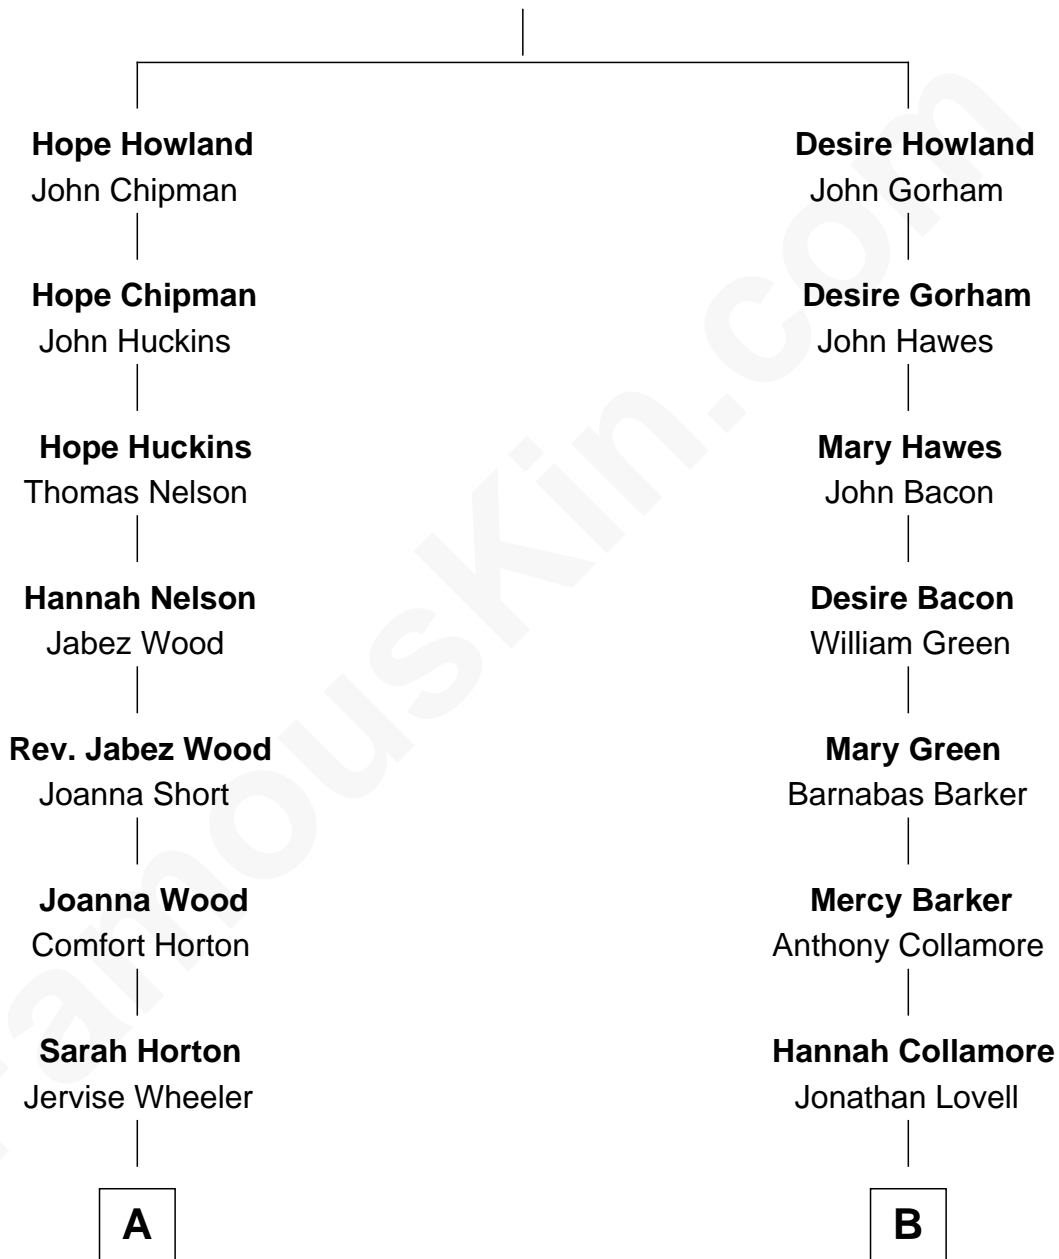 Hope Howland
John Chipman
Hope Chipman
John Huckins
Hope Huckins
Thomas Nelson
Hannah Nelson
Jabez Wood
Rev. Jabez Wood
Joanna Short
Joanna Wood
Comfort Horton
Sarah Horton
Jervise Wheeler
A
Desire Howland
John Gorham
Desire Gorham
John Hawes
Mary Hawes
John Bacon
Desire Bacon
William Green
Mary Green
Barnabas Barker
Mercy Barker
Anthony Collamore
Hannah Collamore
Jonathan Lovell
B
FamousKin.com